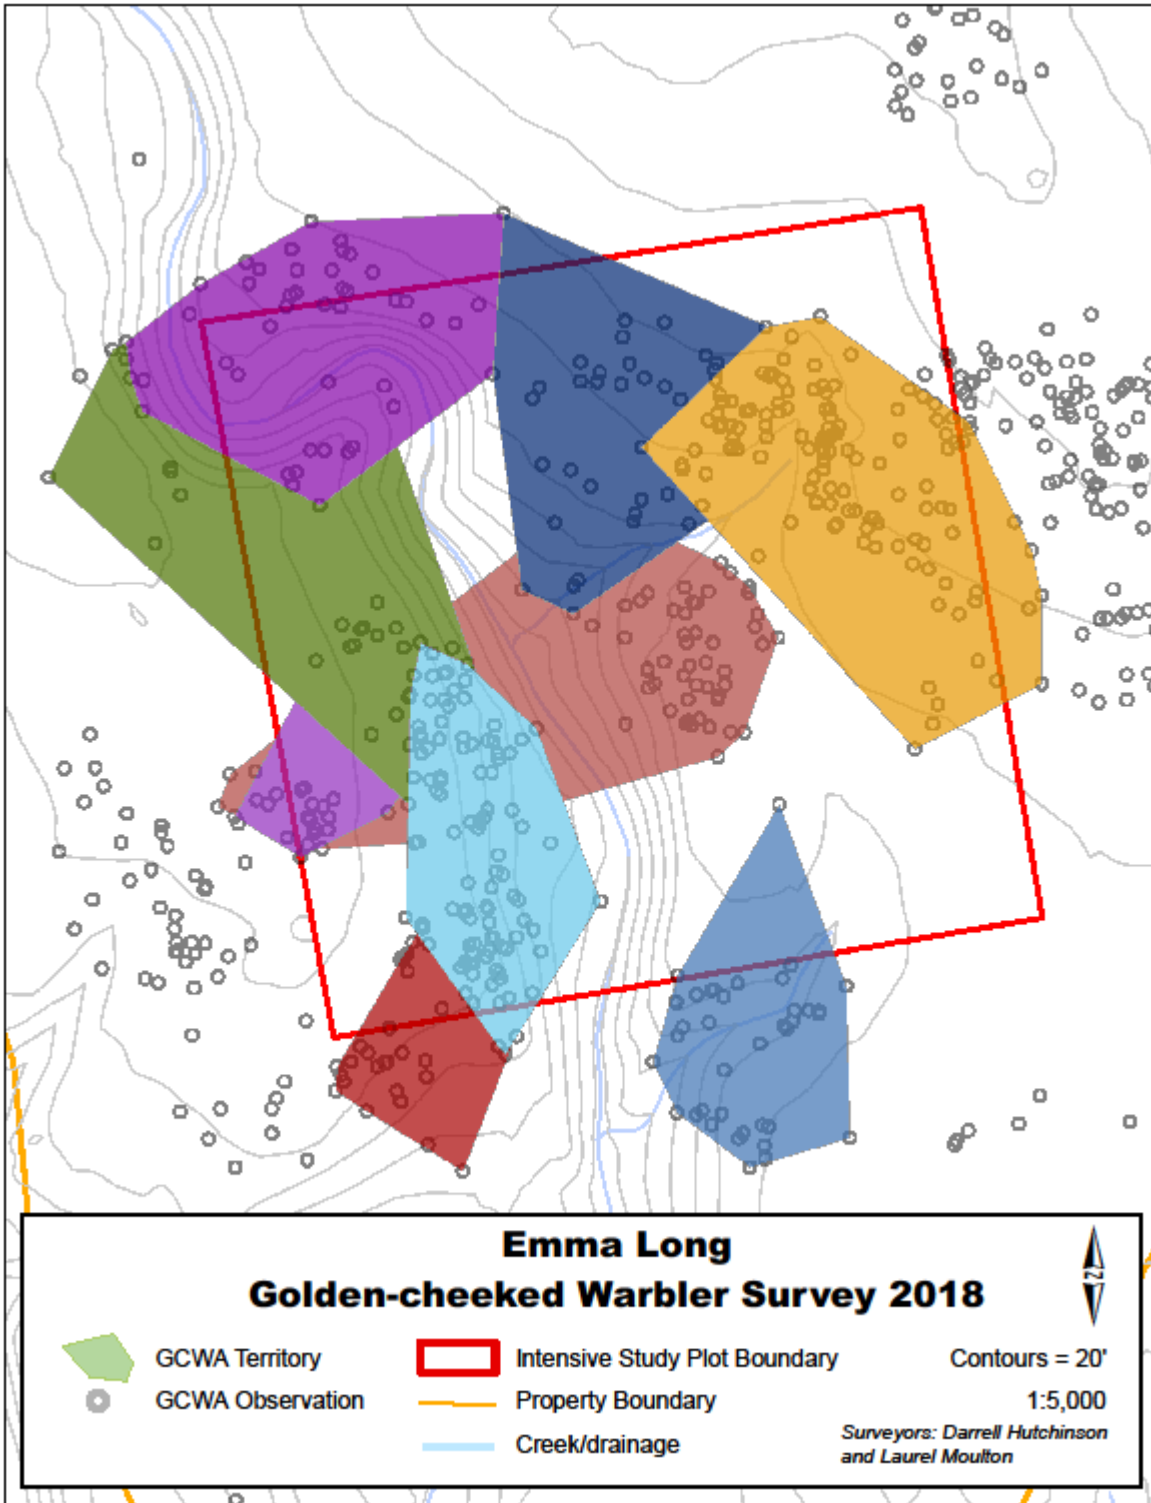 Emma Long
Golden-cheeked Warbler Survey 2018
N
GCWA Territory
Intensive Study Plot Boundary
Contours = 20'
GCWA Observation
Property Boundary
1:5,000
Creek/drainage
Surveyors: Darrell Hutchinson
and Laurel Moulton